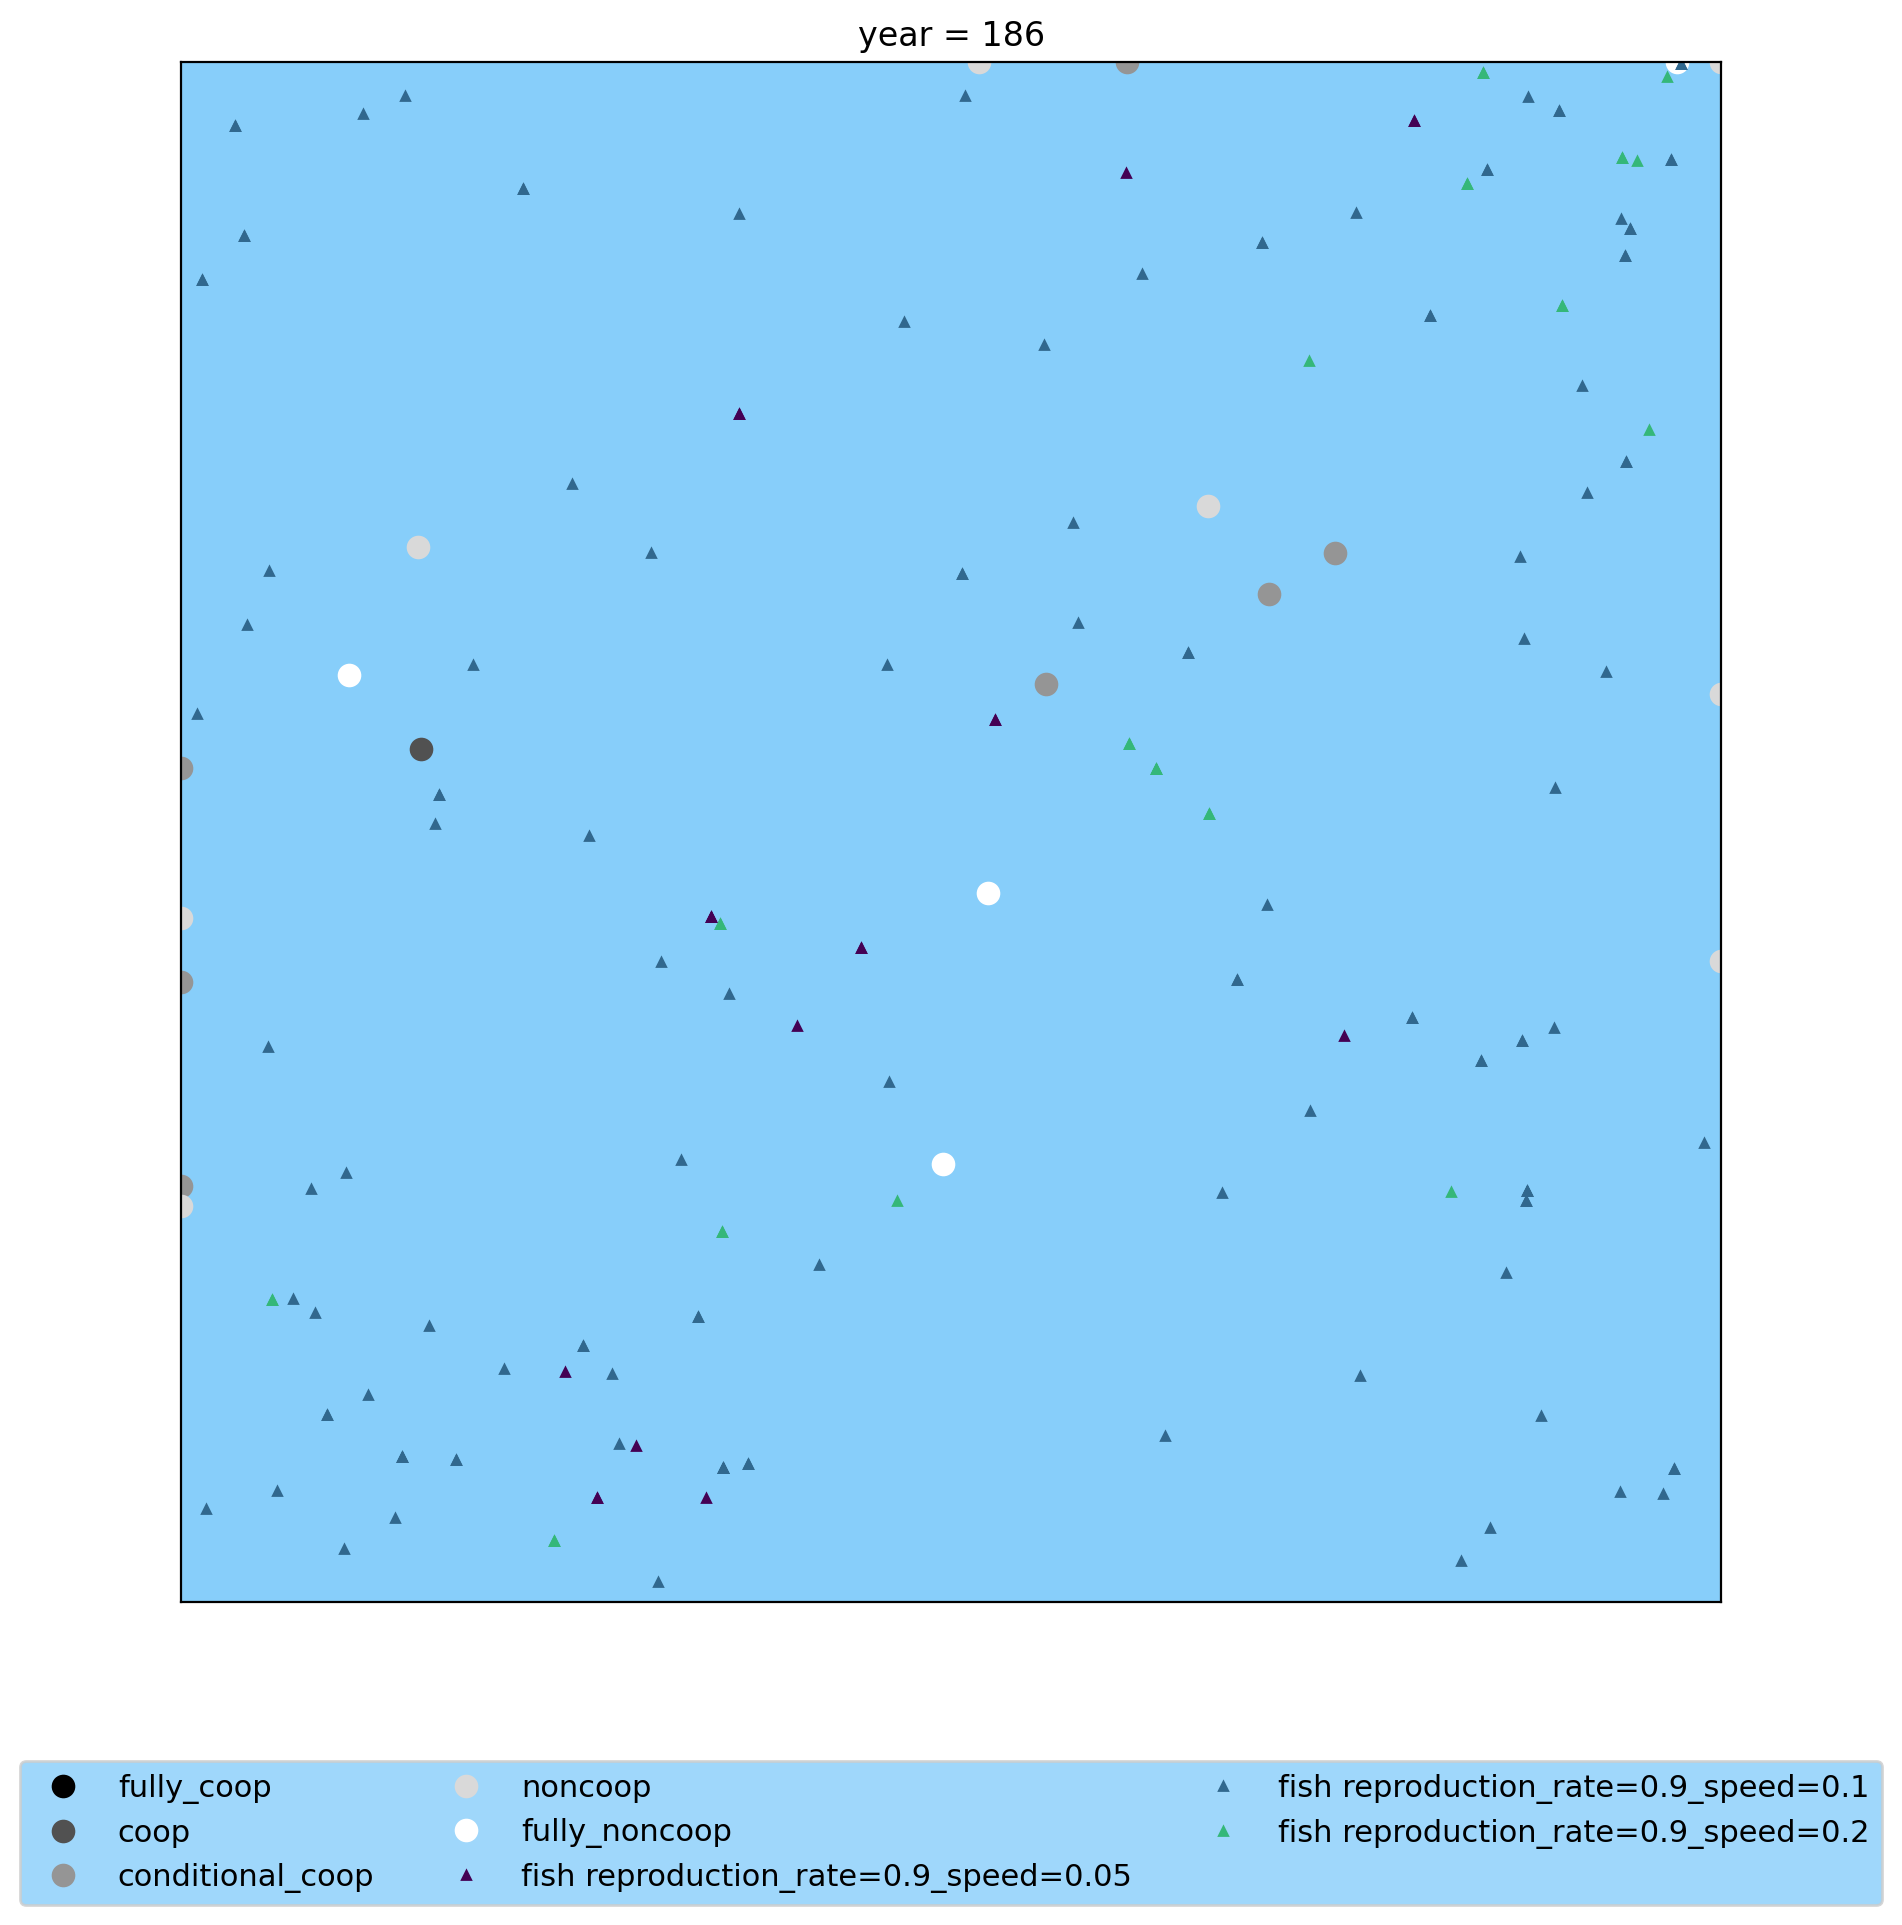 year = 186
fully_coop
coop
conditional_coop
noncoop
fully_noncoop
fish reproduction_rate=0.9_speed=0.05
fish reproduction_rate=0.9_speed=0.1
fish reproduction_rate=0.9_speed=0.2